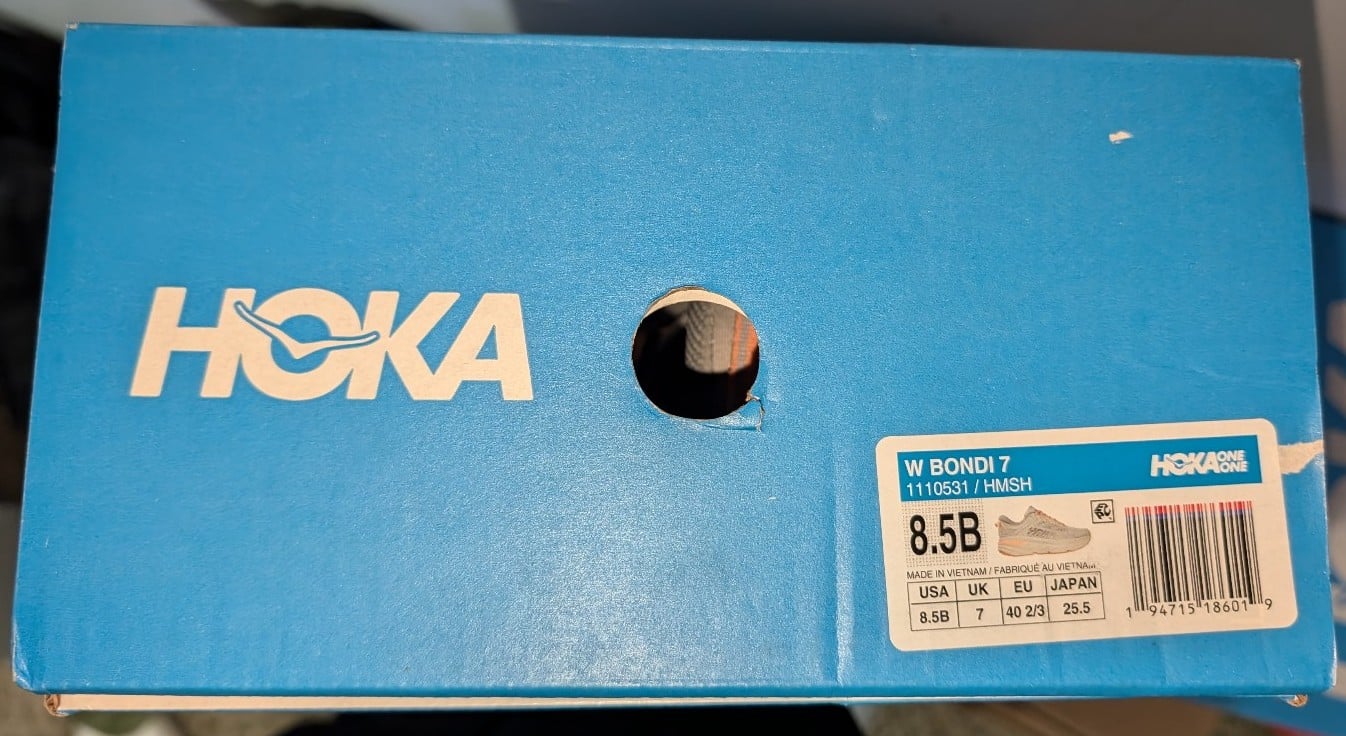 HOKA
W BONDI 7
HOKA ONE ONE
1110531 / HMSH
8.5B
MADE IN VIETNAM / FABRIQUÉ AU VIETNAM
USA UK EU JAPAN
8.5B 7 40 2/3 25.5
1 94715 18601 9